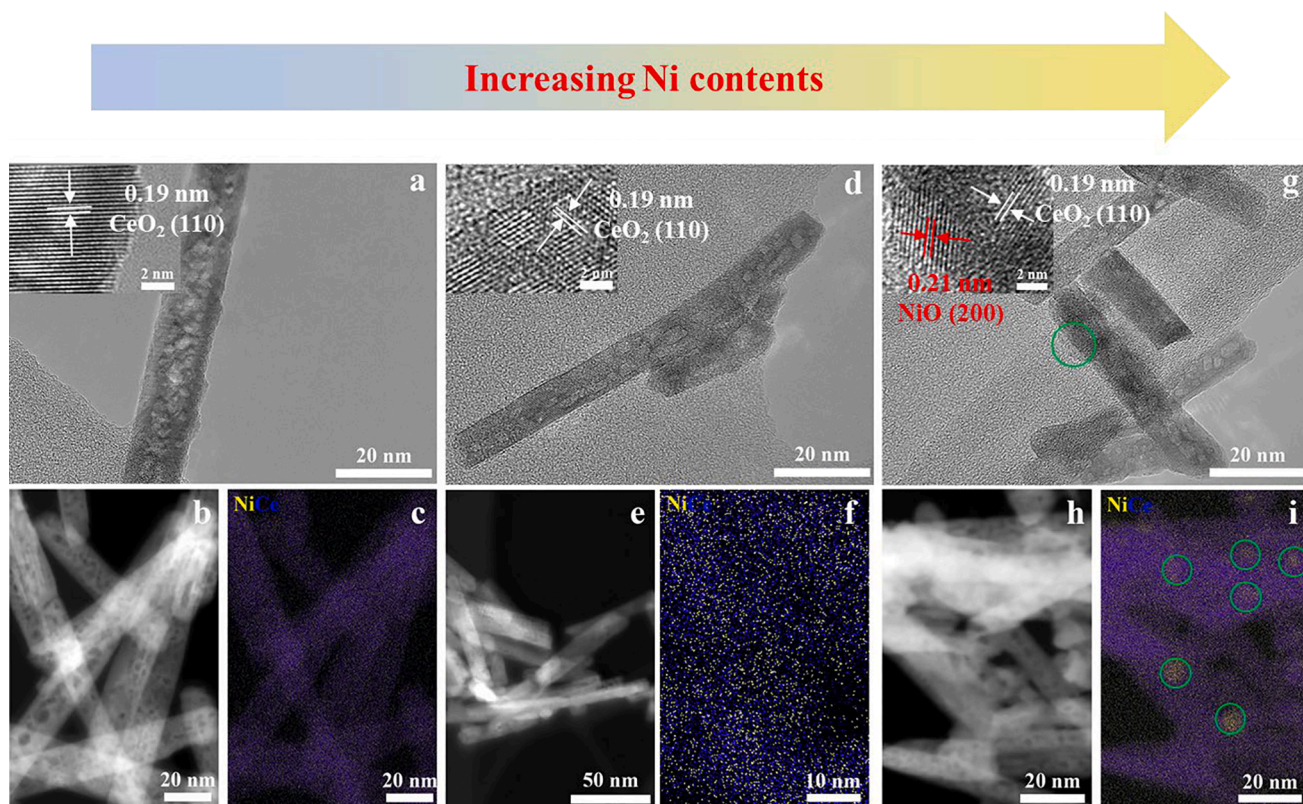 Increasing Ni contents
0.19 nm
CeO₂ (110)
2 nm
a
20 nm
0.19 nm
CeO₂ (110)
2 nm
d
20 nm
0.19 nm
CeO₂ (110)
0.21 nm
NiO (200)
2 nm
g
20 nm
b
20 nm
NiCe
c
20 nm
e
50 nm
NiCe
f
10 nm
h
20 nm
NiCe
i
20 nm